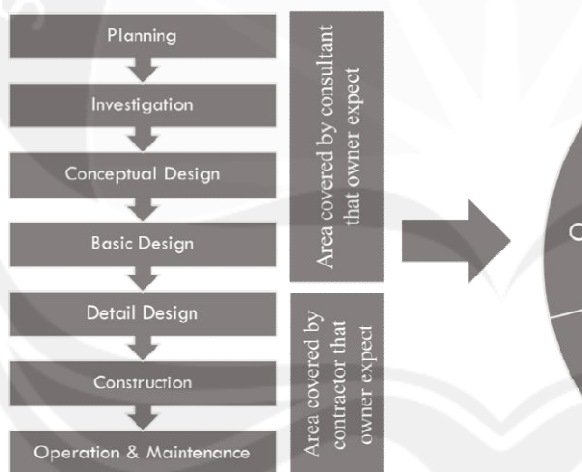 Planning
Investigation
Conceptual Design
Basic Design
Detail Design
Construction
Operation & Maintenance
Area covered by consultant
that owner expect
Area covered by
contractor that
owner expect